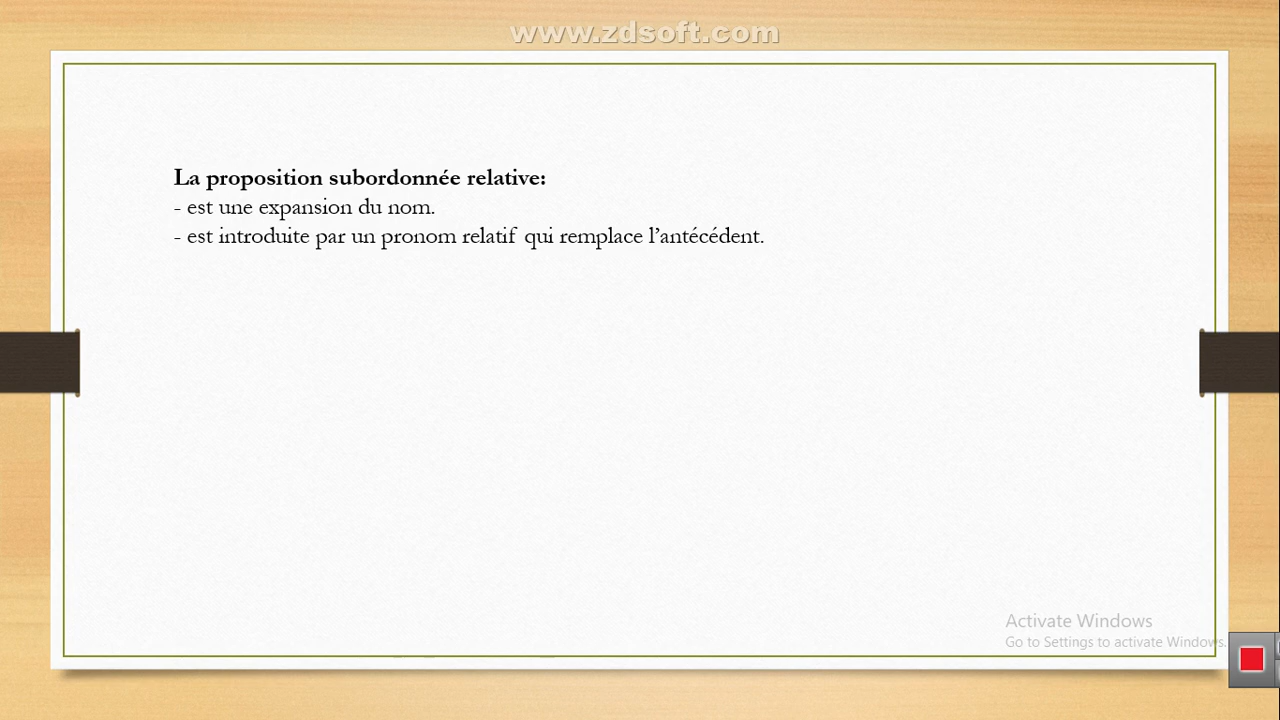 www.zdsoft.com
La proposition subordonnée relative:
- est une expansion du nom.
- est introduite par un pronom relatif qui remplace l’antécédent.
Activate Windows
Go to Settings to activate Windows.